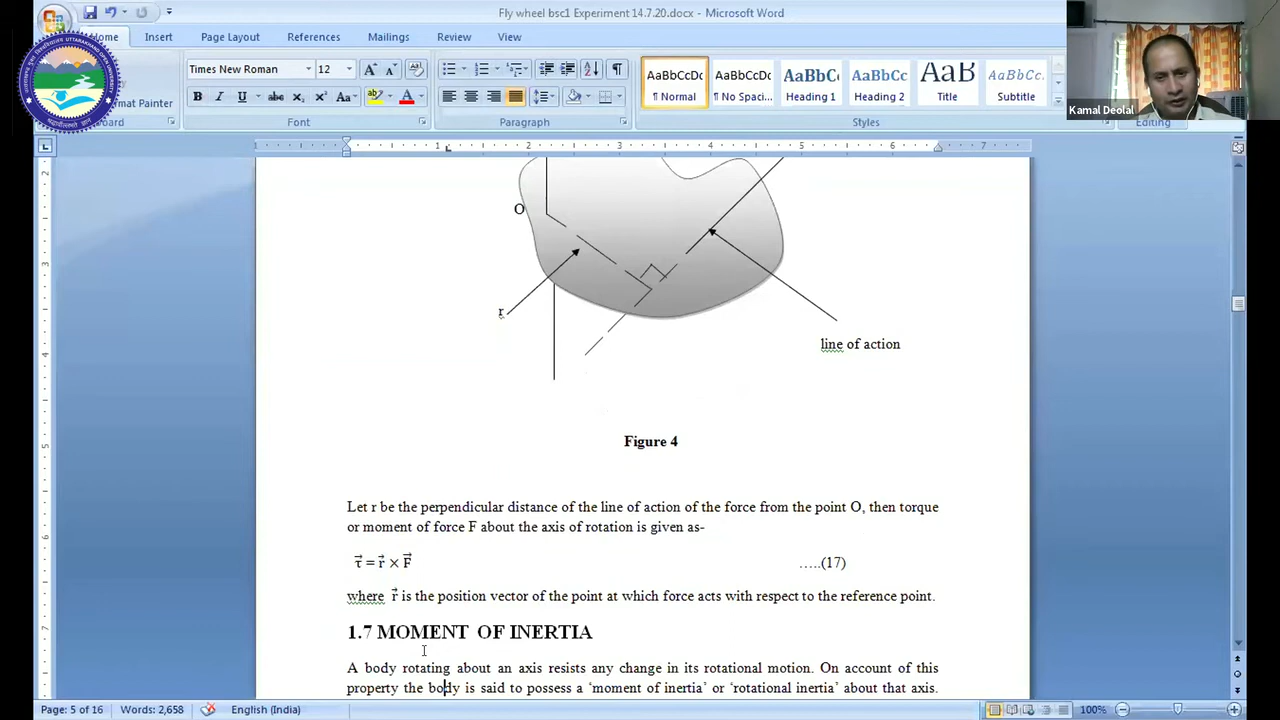 Fly wheel bsc1 Experiment 14.7.20.docx - Microsoft Word
Home Insert Page Layout References Mailings Review View
Times New Roman 12
AaBbCcDc AaBbCcDc AaBbC AaBbCc AaB AaBbCc.
¶ Normal ¶ No Spaci... Heading 1 Heading 2 Title Subtitle
Format Painter
Font Paragraph Styles Editing
UTTARAKHAND OPEN
Kamal Deolal
O
r
line of action
Figure 4
Let r be the perpendicular distance of the line of action of the force from the point O, then torque
or moment of force F about the axis of rotation is given as-
τ⃗ = r⃗ × F⃗ …..(17)
where r⃗ is the position vector of the point at which force acts with respect to the reference point.
1.7 MOMENT OF INERTIA
A body rotating about an axis resists any change in its rotational motion. On account of this
property the body is said to possess a ‘moment of inertia’ or ‘rotational inertia’ about that axis.
Page: 5 of 16 Words: 2,658 English (India) 100%